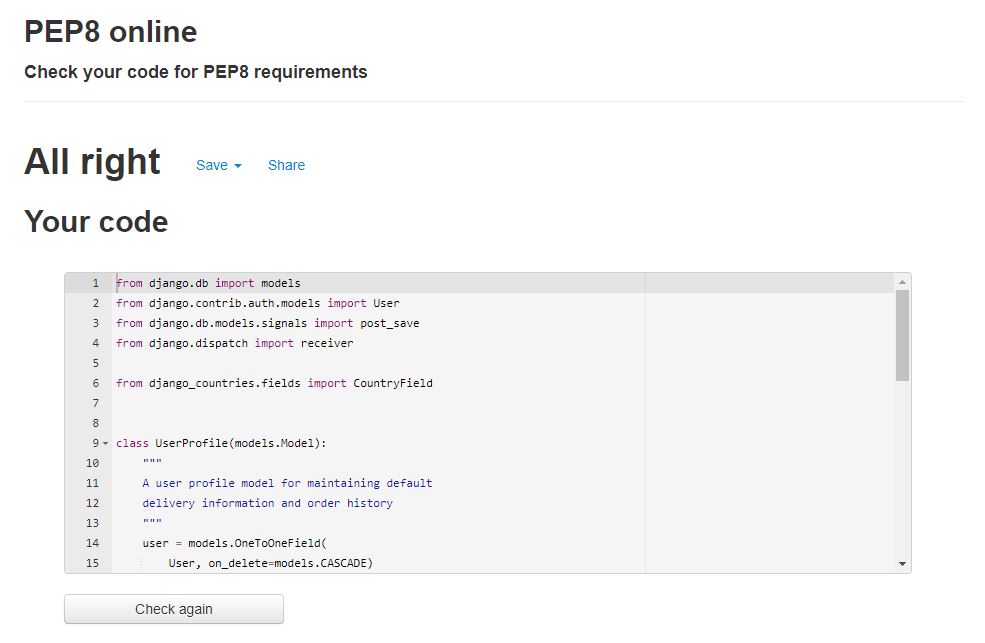 PEP8 online
Check your code for PEP8 requirements
All right Save Share
Your code
1 from django.db import models
2 from django.contrib.auth.models import User
3 from django.db.models.signals import post_save
4 from django.dispatch import receiver
5
6 from django_countries.fields import CountryField
7
8
9 class UserProfile(models.Model):
10     """
11     A user profile model for maintaining default
12     delivery information and order history
13     """
14     user = models.OneToOneField(
15         User, on_delete=models.CASCADE)
Check again